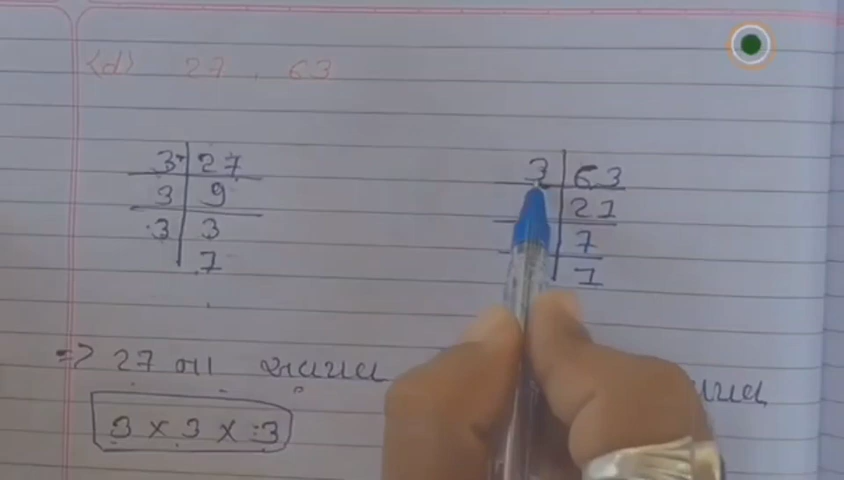 (d) 27, 63
3 | 27
3 | 9
3 | 3
1
3 | 63
21
7
1
=> 27 ના અવયવ
3 × 3 × 3